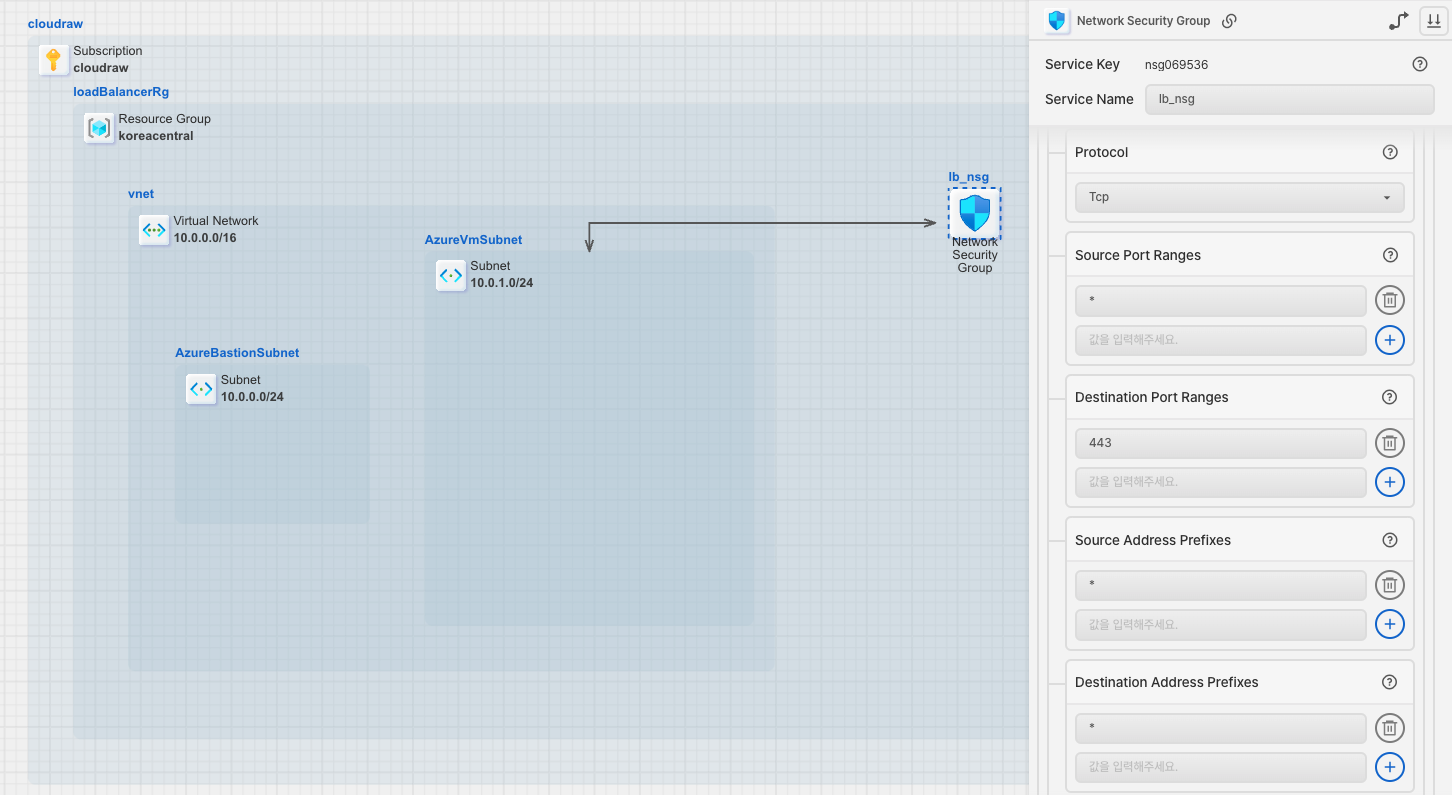 cloudraw
Subscription
cloudraw
loadBalancerRg
Resource Group
koreacentral
vnet
Virtual Network
10.0.0.0/16
AzureVmSubnet
Subnet
10.0.1.0/24
AzureBastionSubnet
Subnet
10.0.0.0/24
lb_nsg
Network
Security
Group
Network Security Group
Service Key
nsg069536
Service Name
lb_nsg
Protocol
Tcp
Source Port Ranges
*
값을 입력해주세요.
Destination Port Ranges
443
값을 입력해주세요.
Source Address Prefixes
*
값을 입력해주세요.
Destination Address Prefixes
*
값을 입력해주세요.